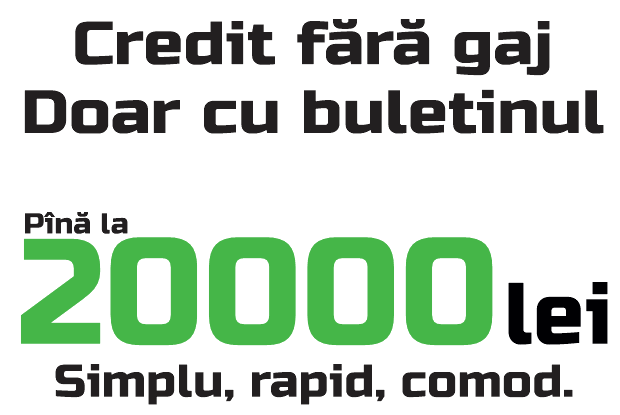 Credit fără gaj
Doar cu buletinul
Pînă la
20000 lei
Simplu, rapid, comod.